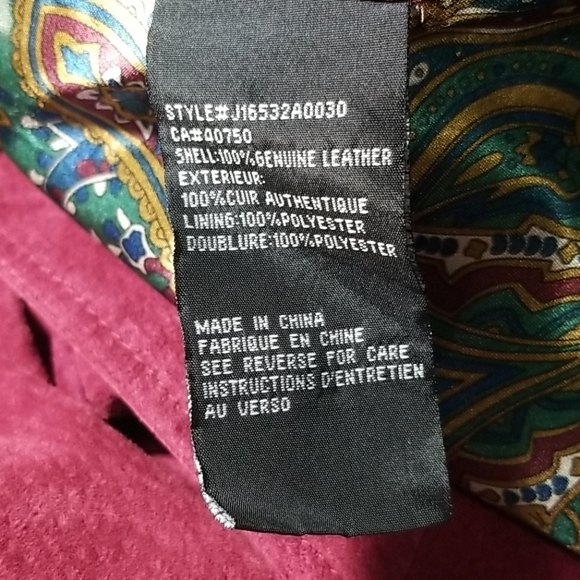 STYLE#J16532A0030
CA#40750
SHELL:100%GENUINE LEATHER
EXTERIEUR:
100%CUIR AUTHENTIQUE
LINING:100%POLYESTER
DOUBLURE:100%POLYESTER
MADE IN CHINA
FABRIQUE EN CHINE
SEE REVERSE FOR CARE
INSTRUCTIONS D'ENTRETIEN
AU VERSO